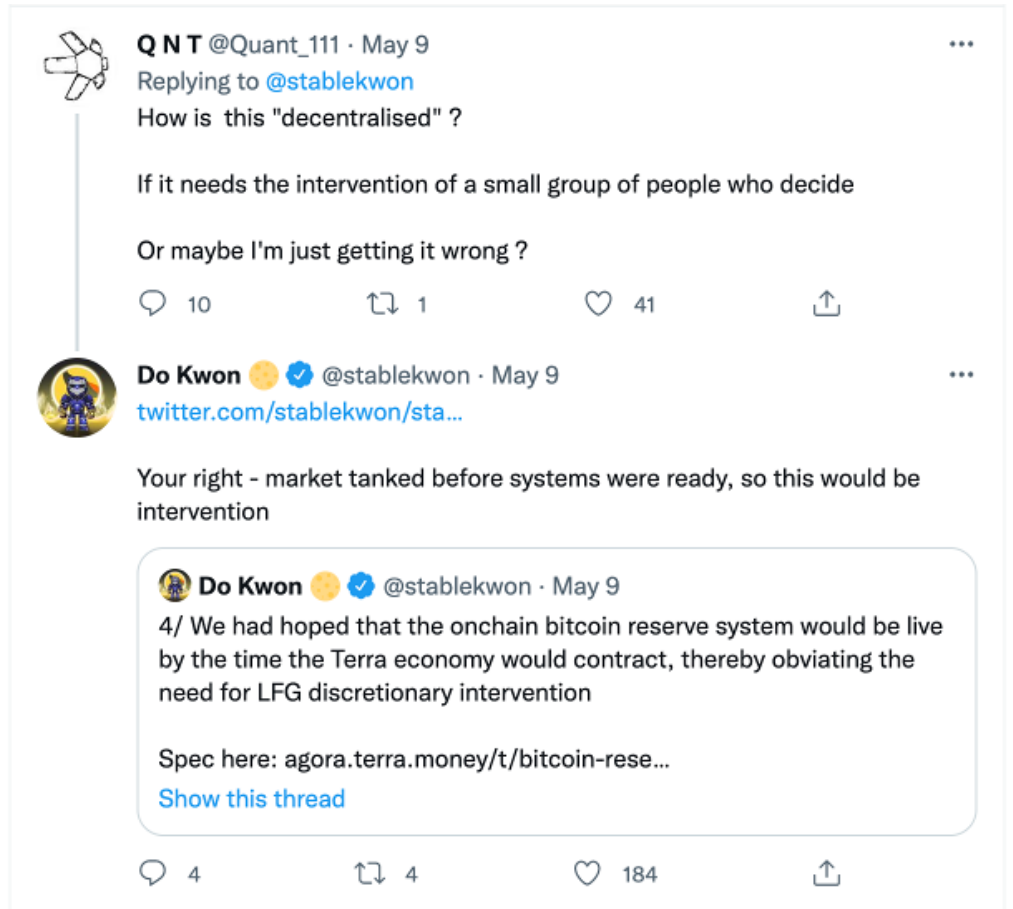 Q N T @Quant_111 · May 9
Replying to @stablekwon
How is this "decentralised" ?
If it needs the intervention of a small group of people who decide
Or maybe I'm just getting it wrong ?
10 1 41
Do Kwon @stablekwon · May 9
twitter.com/stablekwon/sta...
Your right - market tanked before systems were ready, so this would be
intervention
Do Kwon @stablekwon · May 9
4/ We had hoped that the onchain bitcoin reserve system would be live
by the time the Terra economy would contract, thereby obviating the
need for LFG discretionary intervention
Spec here: agora.terra.money/t/bitcoin-rese...
Show this thread
4 4 184